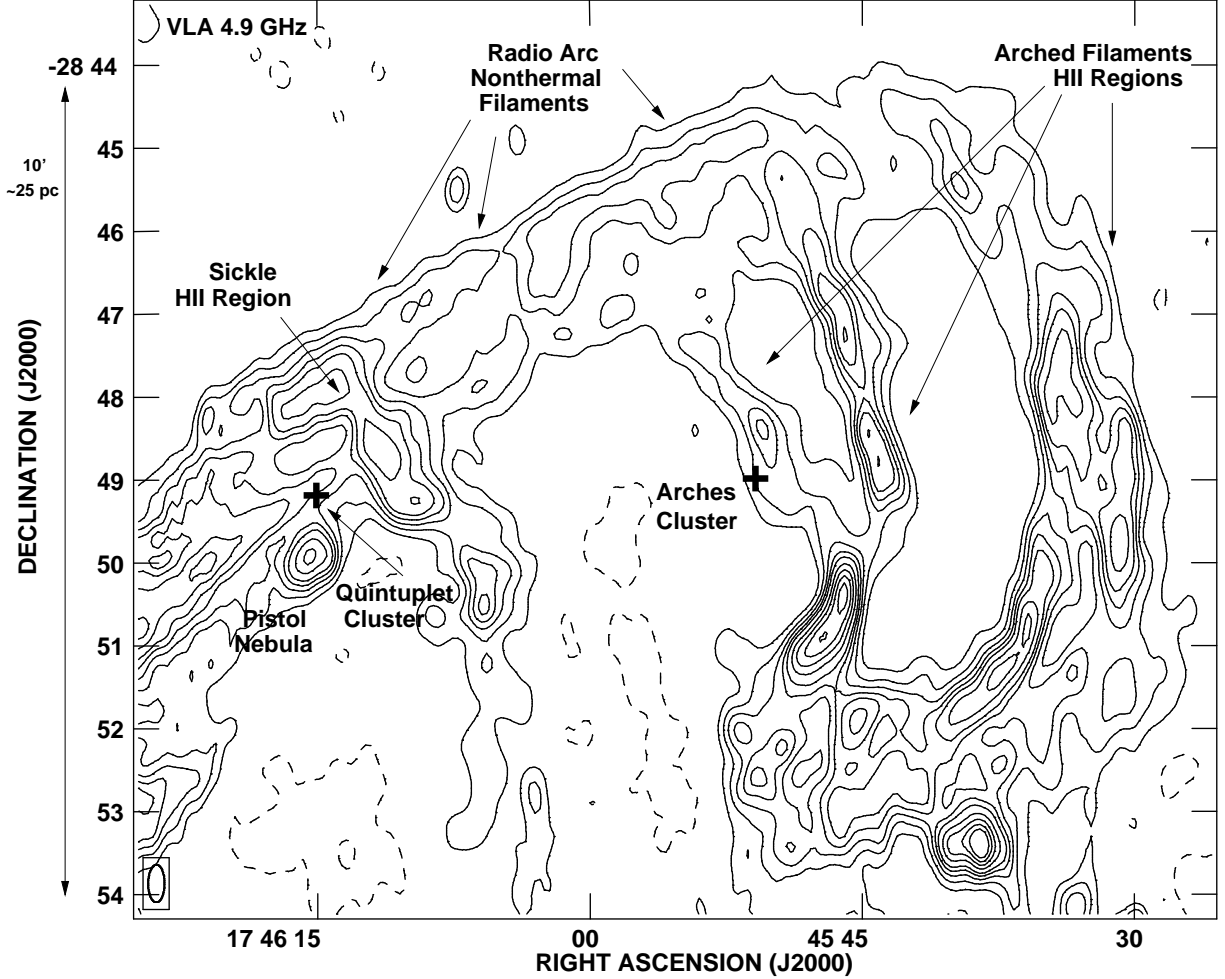 VLA 4.9 GHz
Radio Arc
Nonthermal
Filaments
Arched Filaments
HII Regions
-28 44
10'
~25 pc
45
46
Sickle
HII Region
47
48
49
Arches
Cluster
50
Quintuplet
Cluster
Pistol
Nebula
51
52
53
54
DECLINATION (J2000)
17 46 15
00
45 45
30
RIGHT ASCENSION (J2000)